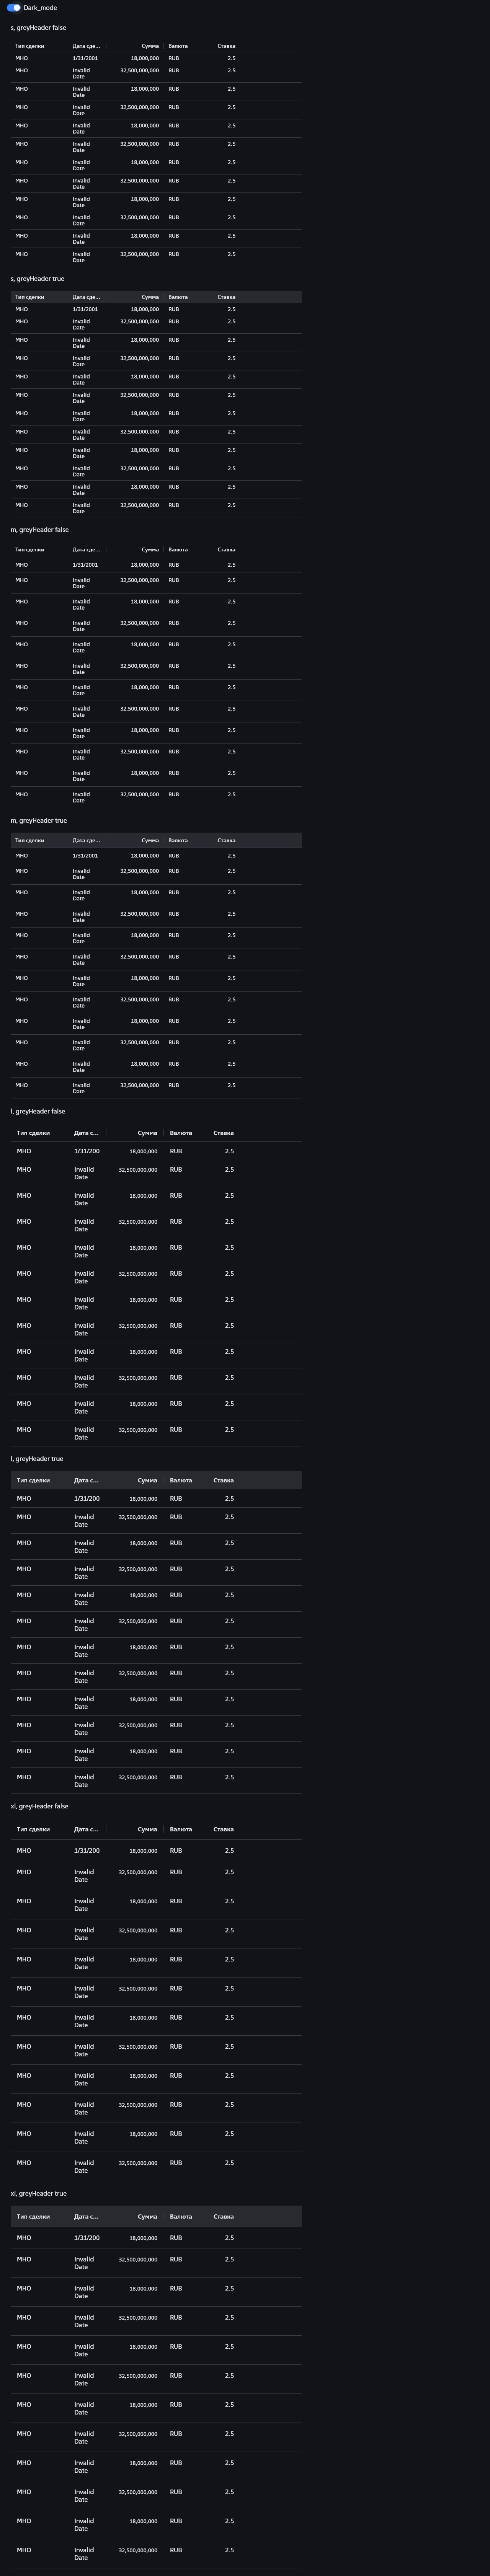 Dark_mode
s, greyHeader false
Тип сделки Дата сде... Сумма Валюта Ставка
МНО 1/31/2001 18,000,000 RUB 2.5
МНО Invalid 32,500,000,000 RUB 2.5
Date
МНО Invalid 18,000,000 RUB 2.5
Date
МНО Invalid 32,500,000,000 RUB 2.5
Date
МНО Invalid 18,000,000 RUB 2.5
Date
МНО Invalid 32,500,000,000 RUB 2.5
Date
МНО Invalid 18,000,000 RUB 2.5
Date
МНО Invalid 32,500,000,000 RUB 2.5
Date
МНО Invalid 18,000,000 RUB 2.5
Date
МНО Invalid 32,500,000,000 RUB 2.5
Date
МНО Invalid 18,000,000 RUB 2.5
Date
МНО Invalid 32,500,000,000 RUB 2.5
Date
s, greyHeader true
Тип сделки Дата сде... Сумма Валюта Ставка
МНО 1/31/2001 18,000,000 RUB 2.5
МНО Invalid 32,500,000,000 RUB 2.5
Date
МНО Invalid 18,000,000 RUB 2.5
Date
МНО Invalid 32,500,000,000 RUB 2.5
Date
МНО Invalid 18,000,000 RUB 2.5
Date
МНО Invalid 32,500,000,000 RUB 2.5
Date
МНО Invalid 18,000,000 RUB 2.5
Date
МНО Invalid 32,500,000,000 RUB 2.5
Date
МНО Invalid 18,000,000 RUB 2.5
Date
МНО Invalid 32,500,000,000 RUB 2.5
Date
МНО Invalid 18,000,000 RUB 2.5
Date
МНО Invalid 32,500,000,000 RUB 2.5
Date
m, greyHeader false
Тип сделки Дата сде... Сумма Валюта Ставка
МНО 1/31/2001 18,000,000 RUB 2.5
МНО Invalid 32,500,000,000 RUB 2.5
Date
МНО Invalid 18,000,000 RUB 2.5
Date
МНО Invalid 32,500,000,000 RUB 2.5
Date
МНО Invalid 18,000,000 RUB 2.5
Date
МНО Invalid 32,500,000,000 RUB 2.5
Date
МНО Invalid 18,000,000 RUB 2.5
Date
МНО Invalid 32,500,000,000 RUB 2.5
Date
МНО Invalid 18,000,000 RUB 2.5
Date
МНО Invalid 32,500,000,000 RUB 2.5
Date
МНО Invalid 18,000,000 RUB 2.5
Date
МНО Invalid 32,500,000,000 RUB 2.5
Date
m, greyHeader true
Тип сделки Дата сде... Сумма Валюта Ставка
МНО 1/31/2001 18,000,000 RUB 2.5
МНО Invalid 32,500,000,000 RUB 2.5
Date
МНО Invalid 18,000,000 RUB 2.5
Date
МНО Invalid 32,500,000,000 RUB 2.5
Date
МНО Invalid 18,000,000 RUB 2.5
Date
МНО Invalid 32,500,000,000 RUB 2.5
Date
МНО Invalid 18,000,000 RUB 2.5
Date
МНО Invalid 32,500,000,000 RUB 2.5
Date
МНО Invalid 18,000,000 RUB 2.5
Date
МНО Invalid 32,500,000,000 RUB 2.5
Date
МНО Invalid 18,000,000 RUB 2.5
Date
МНО Invalid 32,500,000,000 RUB 2.5
Date
l, greyHeader false
Тип сделки Дата с... Сумма Валюта Ставка
МНО 1/31/200 18,000,000 RUB 2.5
МНО Invalid 32,500,000,000 RUB 2.5
Date
МНО Invalid 18,000,000 RUB 2.5
Date
МНО Invalid 32,500,000,000 RUB 2.5
Date
МНО Invalid 18,000,000 RUB 2.5
Date
МНО Invalid 32,500,000,000 RUB 2.5
Date
МНО Invalid 18,000,000 RUB 2.5
Date
МНО Invalid 32,500,000,000 RUB 2.5
Date
МНО Invalid 18,000,000 RUB 2.5
Date
МНО Invalid 32,500,000,000 RUB 2.5
Date
МНО Invalid 18,000,000 RUB 2.5
Date
МНО Invalid 32,500,000,000 RUB 2.5
Date
l, greyHeader true
Тип сделки Дата с... Сумма Валюта Ставка
МНО 1/31/200 18,000,000 RUB 2.5
МНО Invalid 32,500,000,000 RUB 2.5
Date
МНО Invalid 18,000,000 RUB 2.5
Date
МНО Invalid 32,500,000,000 RUB 2.5
Date
МНО Invalid 18,000,000 RUB 2.5
Date
МНО Invalid 32,500,000,000 RUB 2.5
Date
МНО Invalid 18,000,000 RUB 2.5
Date
МНО Invalid 32,500,000,000 RUB 2.5
Date
МНО Invalid 18,000,000 RUB 2.5
Date
МНО Invalid 32,500,000,000 RUB 2.5
Date
МНО Invalid 18,000,000 RUB 2.5
Date
МНО Invalid 32,500,000,000 RUB 2.5
Date
xl, greyHeader false
Тип сделки Дата с... Сумма Валюта Ставка
МНО 1/31/200 18,000,000 RUB 2.5
МНО Invalid 32,500,000,000 RUB 2.5
Date
МНО Invalid 18,000,000 RUB 2.5
Date
МНО Invalid 32,500,000,000 RUB 2.5
Date
МНО Invalid 18,000,000 RUB 2.5
Date
МНО Invalid 32,500,000,000 RUB 2.5
Date
МНО Invalid 18,000,000 RUB 2.5
Date
МНО Invalid 32,500,000,000 RUB 2.5
Date
МНО Invalid 18,000,000 RUB 2.5
Date
МНО Invalid 32,500,000,000 RUB 2.5
Date
МНО Invalid 18,000,000 RUB 2.5
Date
МНО Invalid 32,500,000,000 RUB 2.5
Date
xl, greyHeader true
Тип сделки Дата с... Сумма Валюта Ставка
МНО 1/31/200 18,000,000 RUB 2.5
МНО Invalid 32,500,000,000 RUB 2.5
Date
МНО Invalid 18,000,000 RUB 2.5
Date
МНО Invalid 32,500,000,000 RUB 2.5
Date
МНО Invalid 18,000,000 RUB 2.5
Date
МНО Invalid 32,500,000,000 RUB 2.5
Date
МНО Invalid 18,000,000 RUB 2.5
Date
МНО Invalid 32,500,000,000 RUB 2.5
Date
МНО Invalid 18,000,000 RUB 2.5
Date
МНО Invalid 32,500,000,000 RUB 2.5
Date
МНО Invalid 18,000,000 RUB 2.5
Date
МНО Invalid 32,500,000,000 RUB 2.5
Date